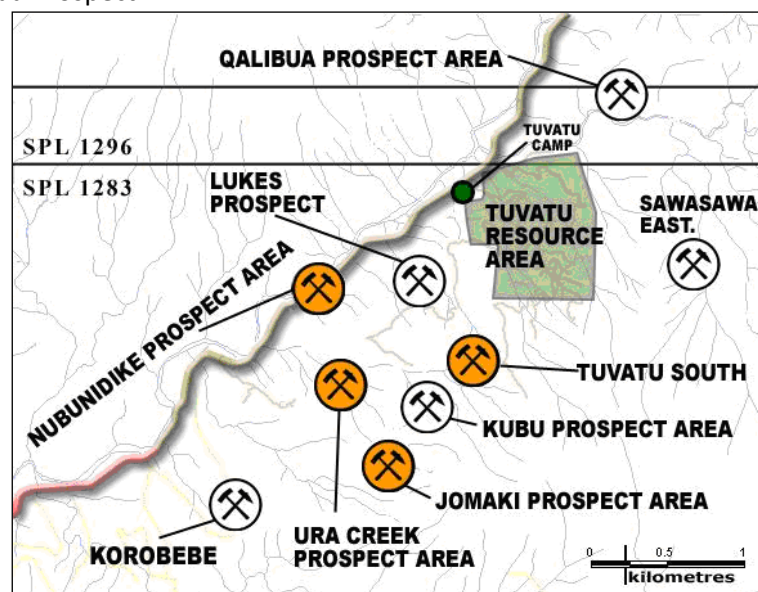 QALIBUA PROSPECT AREA
TUVATU
CAMP
SPL 1296
SPL 1283
LUKES
PROSPECT
TUVATU
RESOURCE
AREA
SAWASAWA
EAST.
NUBUNIDIKE PROSPECT AREA
TUVATU SOUTH
KUBU PROSPECT AREA
JOMAKI PROSPECT AREA
URA CREEK
PROSPECT AREA
KOROBEBE
0 0.5 1
kilometres